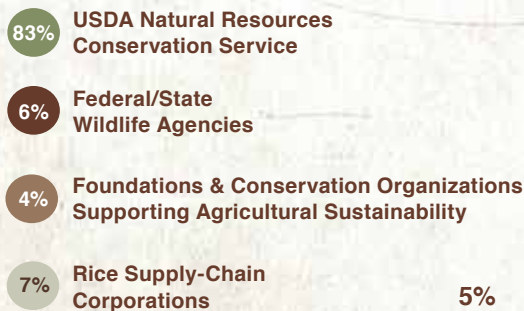 83% USDA Natural Resources
Conservation Service
6% Federal/State
Wildlife Agencies
4% Foundations & Conservation Organizations
Supporting Agricultural Sustainability
7% Rice Supply-Chain
Corporations
5%